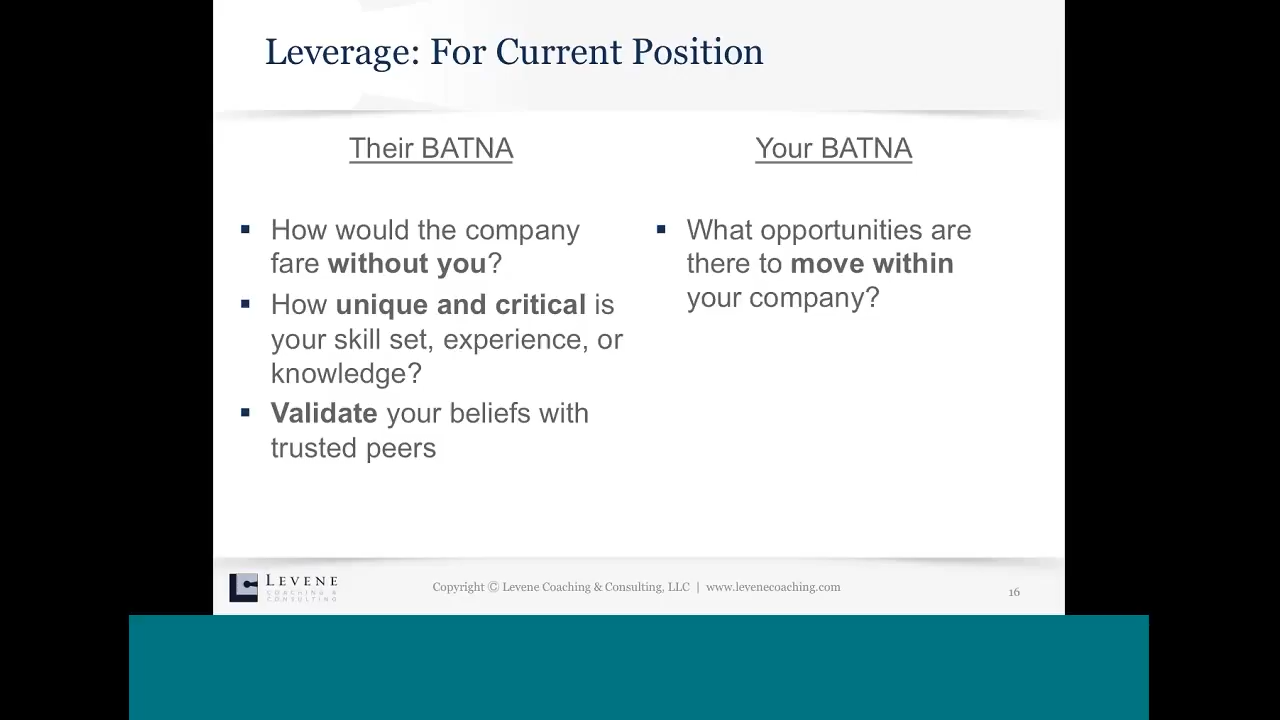 Leverage: For Current Position
Their BATNA
▪ How would the company
fare without you?
▪ How unique and critical is
your skill set, experience, or
knowledge?
▪ Validate your beliefs with
trusted peers
Your BATNA
▪ What opportunities are
there to move within
your company?
LEVENE
COACHING &
CONSULTING
Copyright © Levene Coaching & Consulting, LLC | www.levenecoaching.com
16